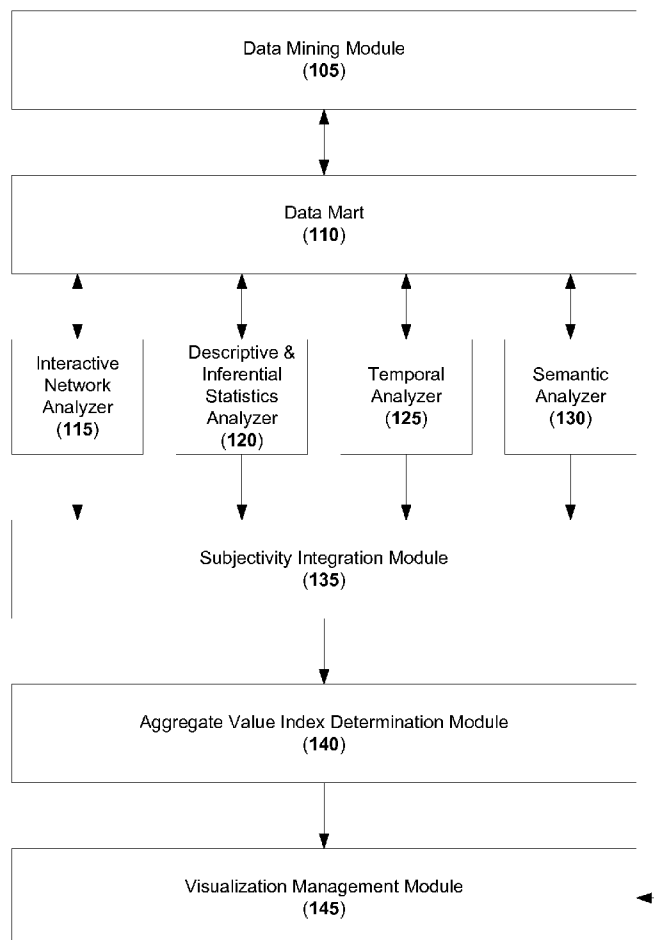 Data Mining Module
(105)
Data Mart
(110)
Interactive
Network
Analyzer
(115)
Descriptive &
Inferential
Statistics
Analyzer
(120)
Temporal
Analyzer
(125)
Semantic
Analyzer
(130)
Subjectivity Integration Module
(135)
Aggregate Value Index Determination Module
(140)
Visualization Management Module
(145)